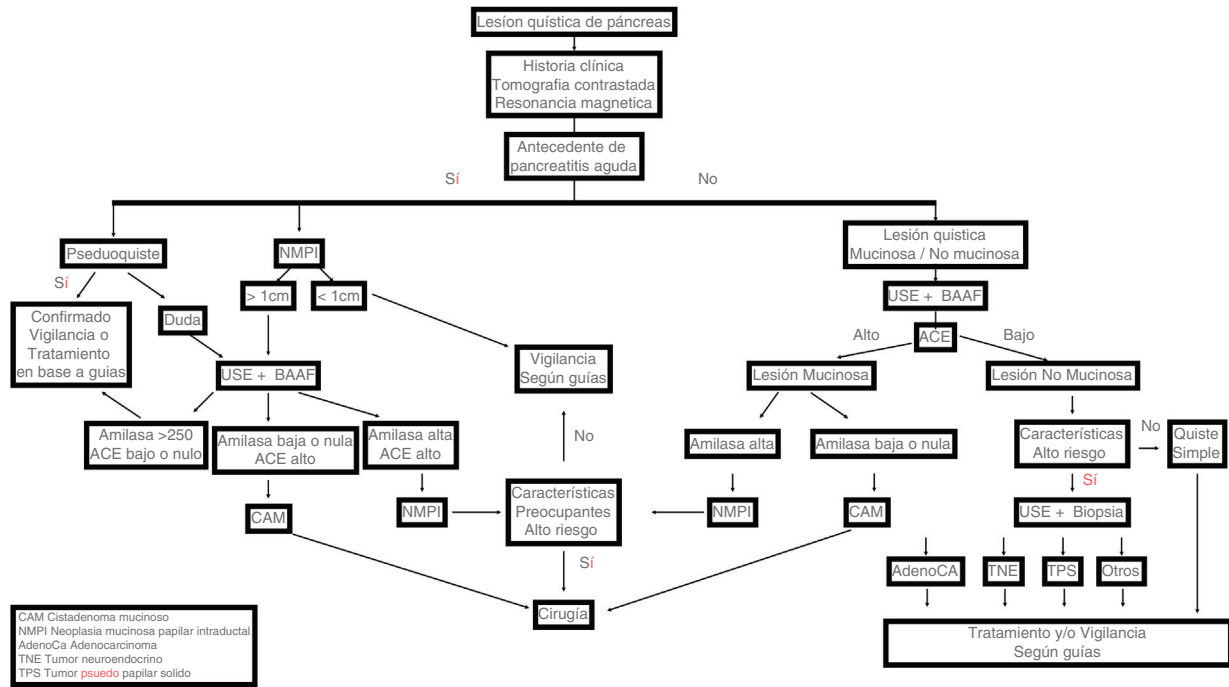 Lesíon quística de páncreas
Historia clínica
Tomografia contrastada
Resonancia magnetica
Antecedente de
pancreatitis aguda
Sí
No
Pseduoquiste
NMPI
Lesión quistica
Mucinosa / No mucinosa
Sí
> 1cm
< 1cm
USE + BAAF
Confirmado
Vigilancia o
Tratamiento
en base a guias
Duda
Alto
ACE
Bajo
USE + BAAF
Vigilancia
Según guías
Lesión Mucinosa
Lesión No Mucinosa
Amilasa >250
ACE bajo o nulo
Amilasa baja o nula
ACE alto
Amilasa alta
ACE alto
No
Amilasa alta
Amilasa baja o nula
Características
Alto riesgo
No
Quiste
Simple
Sí
CAM
NMPI
Características
Preocupantes
Alto riesgo
NMPI
CAM
USE + Biopsia
Sí
AdenoCA
TNE
TPS
Otros
Cirugía
Tratamiento y/o Vigilancia
Según guías
CAM Cistadenoma mucinoso
NMPI Neoplasia mucinosa papilar intraductal
AdenoCa Adenocarcinoma
TNE Tumor neuroendocrino
TPS Tumor psuedo papilar solido